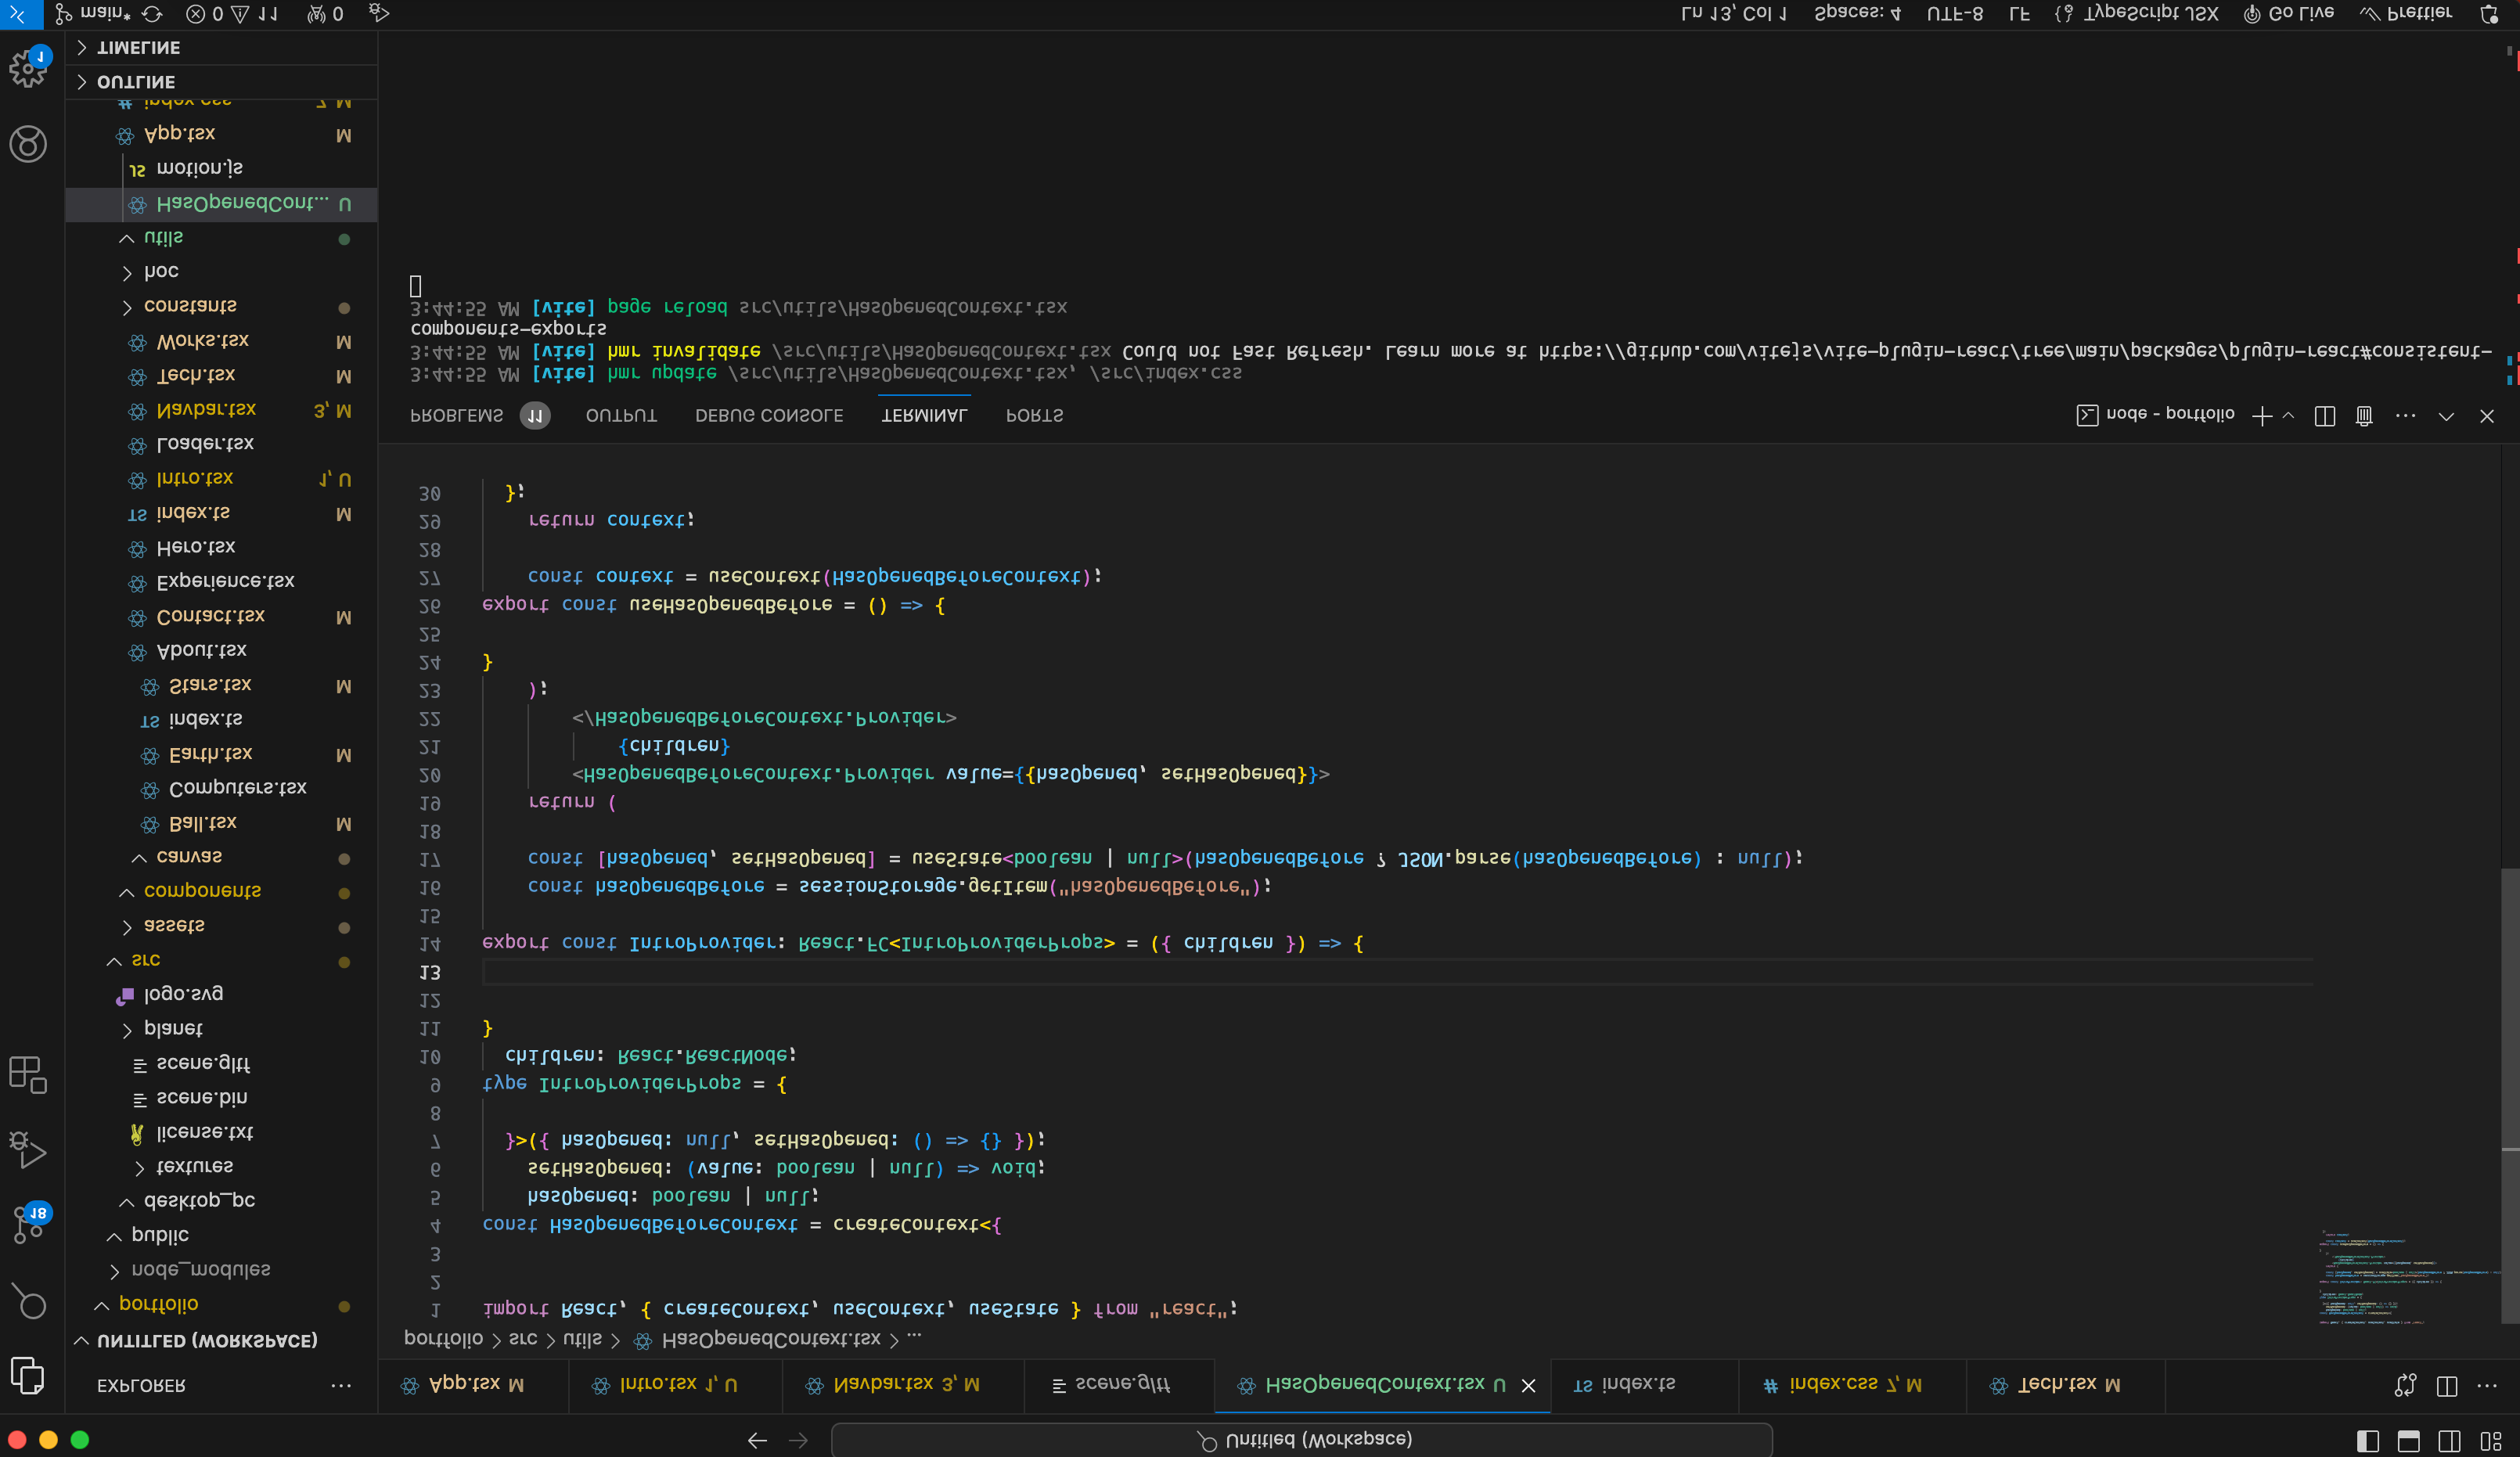 Untitled (Workspace)
App.tsx M
Intro.tsx 1, U
Navbar.tsx 3, M
scene.gltf
HasOpenedContext.tsx U
TS index.ts
# index.css 7, M
Tech.tsx M
portfolio > src > utils > HasOpenedContext.tsx > ...
EXPLORER
UNTITLED (WORKSPACE)
portfolio
node_modules
public
desktop_pc
textures
license.txt
scene.bin
scene.gltf
planet
logo.svg
src
assets
components
canvas
Ball.tsx M
Computers.tsx
Earth.tsx M
TS index.ts
Stars.tsx M
About.tsx
Contact.tsx M
Experience.tsx
Hero.tsx
TS index.ts M
Intro.tsx 1, U
Loader.tsx
Navbar.tsx 3, M
Tech.tsx M
Works.tsx M
constants
hoc
utils
HasOpenedCont... U
JS motion.js
App.tsx M
# index.css 7, M
OUTLINE
TIMELINE
18
1
1 import React, { createContext, useContext, useState } from "react";
2
3
4 const HasOpenedBeforeContext = createContext<{
5 hasOpened: boolean | null;
6 setHasOpened: (value: boolean | null) => void;
7 }>({ hasOpened: null, setHasOpened: () => {} });
8
9 type IntroProviderProps = {
10 children: React.ReactNode;
11 }
12
13
14 export const IntroProvider: React.FC<IntroProviderProps> = ({ children }) => {
15
16 const hasOpenedBefore = sessionStorage.getItem("hasOpenedBefore");
17 const [hasOpened, setHasOpened] = useState<boolean | null>(hasOpenedBefore ? JSON.parse(hasOpenedBefore) : null);
18
19 return (
20 <HasOpenedBeforeContext.Provider value={{hasOpened, setHasOpened}}>
21 {children}
22 </HasOpenedBeforeContext.Provider>
23 );
24 }
25
26 export const useHasOpenedBefore = () => {
27 const context = useContext(HasOpenedBeforeContext);
28
29 return context;
30 };
PROBLEMS 11 OUTPUT DEBUG CONSOLE TERMINAL PORTS
node - portfolio
3:44:55 AM [vite] hmr update /src/utils/HasOpenedContext.tsx, /src/index.css
3:44:55 AM [vite] hmr invalidate /src/utils/HasOpenedContext.tsx Could not Fast Refresh. Learn more at https://github.com/vitejs/vite-plugin-react/tree/main/packages/plugin-react#consistent-
components-exports
3:44:55 AM [vite] page reload src/utils/HasOpenedContext.tsx
main* 0 11 0
Ln 13, Col 1 Spaces: 4 UTF-8 LF {} TypeScript JSX Go Live Prettier